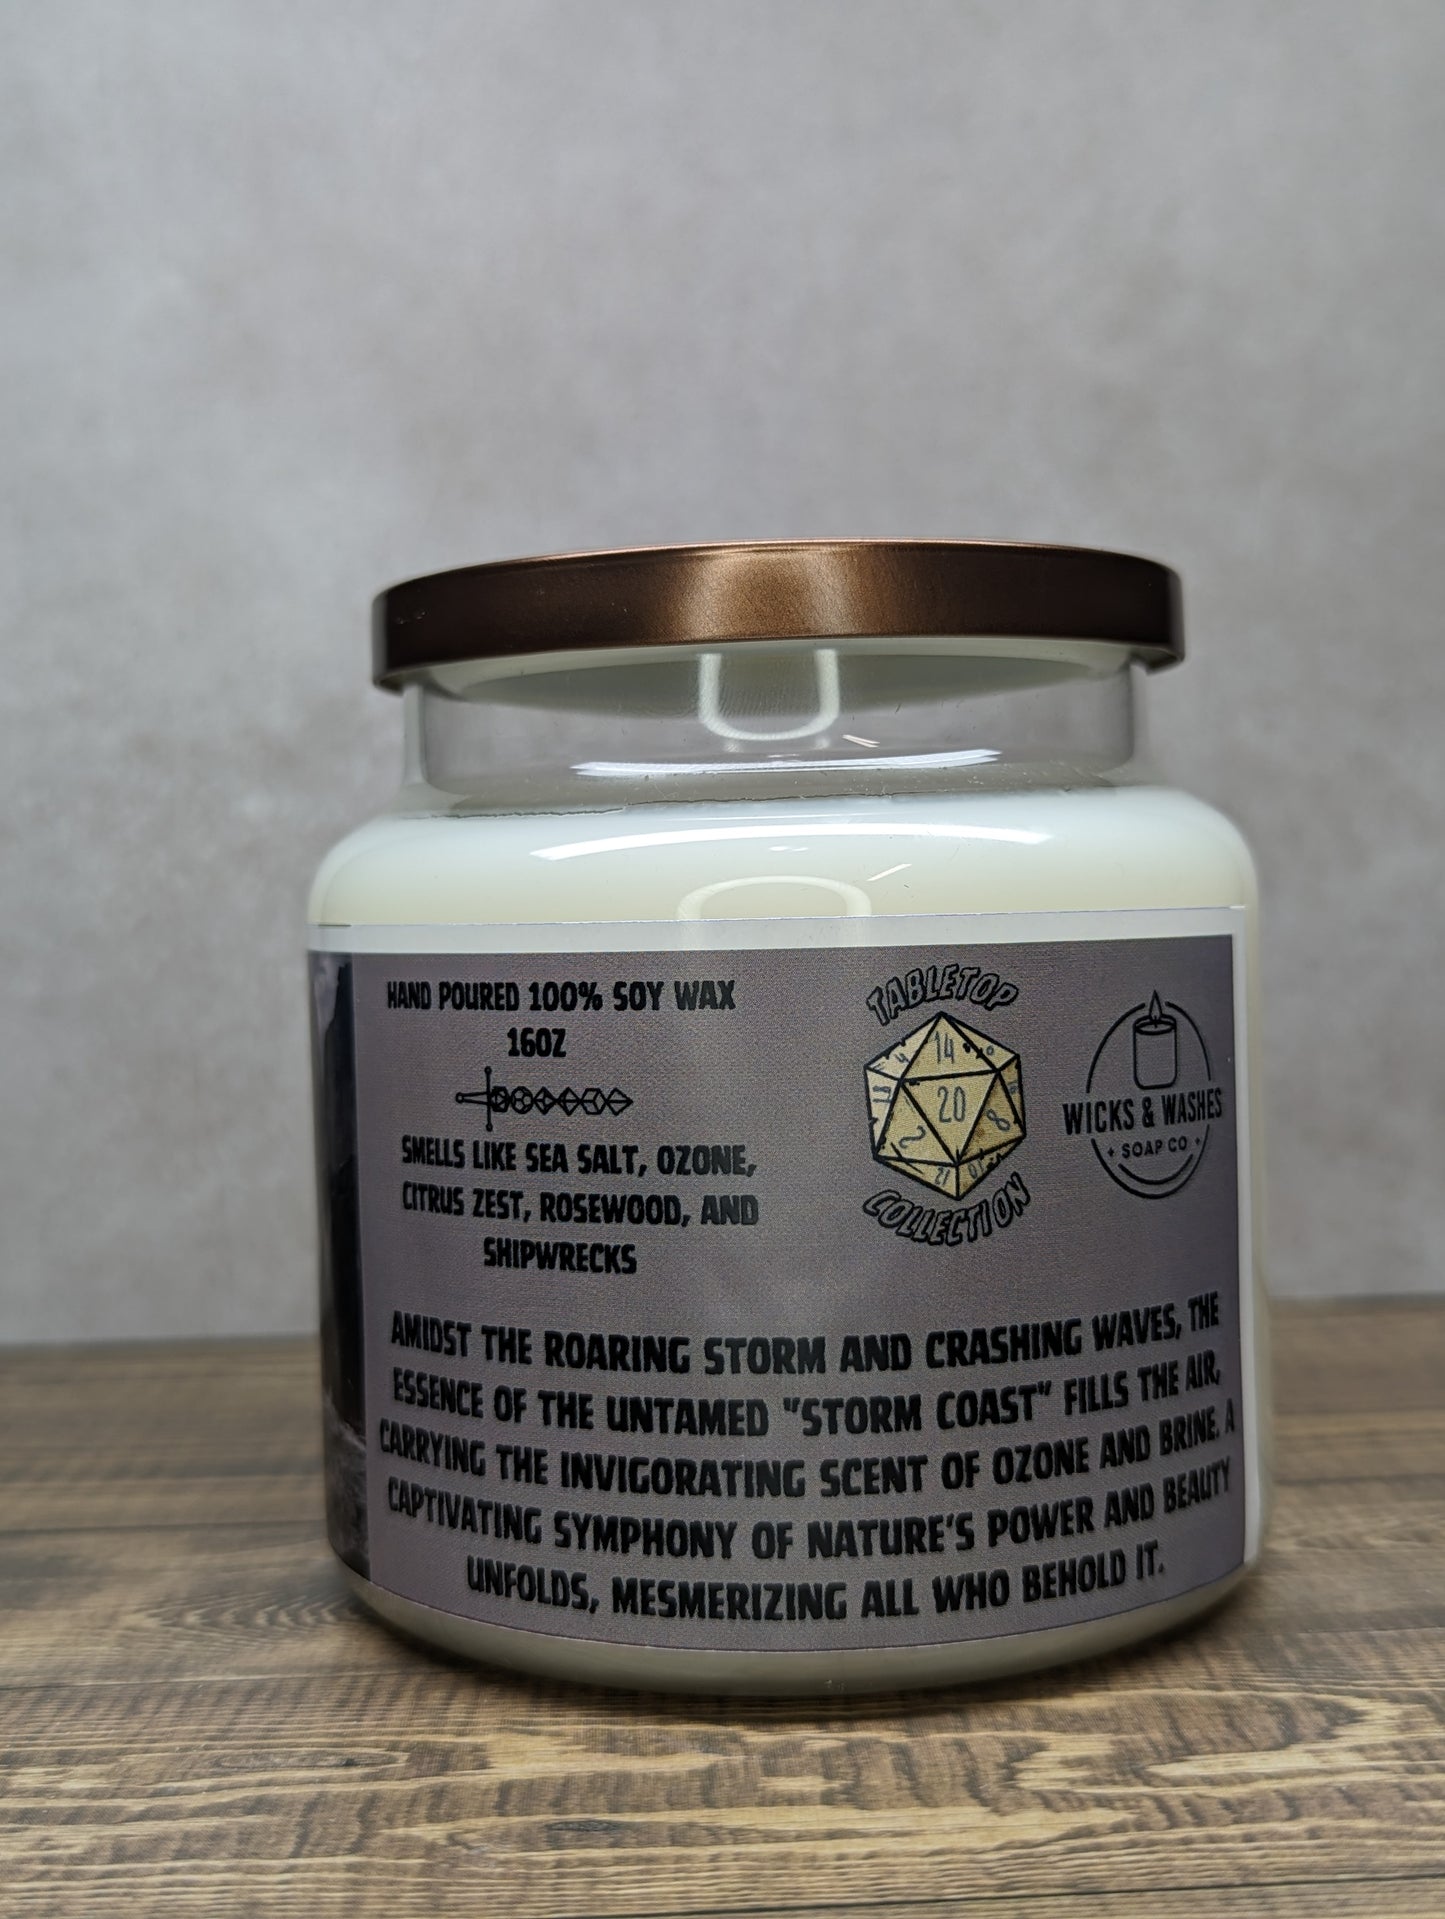 HAND POURED 100% SOY WAX
16OZ
SMELLS LIKE SEA SALT, OZONE,
CITRUS ZEST, ROSEWOOD, AND
SHIPWRECKS
TABLETOP
14
20
2
8
COLLECTION
WICKS & WASHES
SOAP CO
AMIDST THE ROARING STORM AND CRASHING WAVES, THE
ESSENCE OF THE UNTAMED "STORM COAST" FILLS THE AIR,
CARRYING THE INVIGORATING SCENT OF OZONE AND BRINE. A
CAPTIVATING SYMPHONY OF NATURE'S POWER AND BEAUTY
UNFOLDS, MESMERIZING ALL WHO BEHOLD IT.